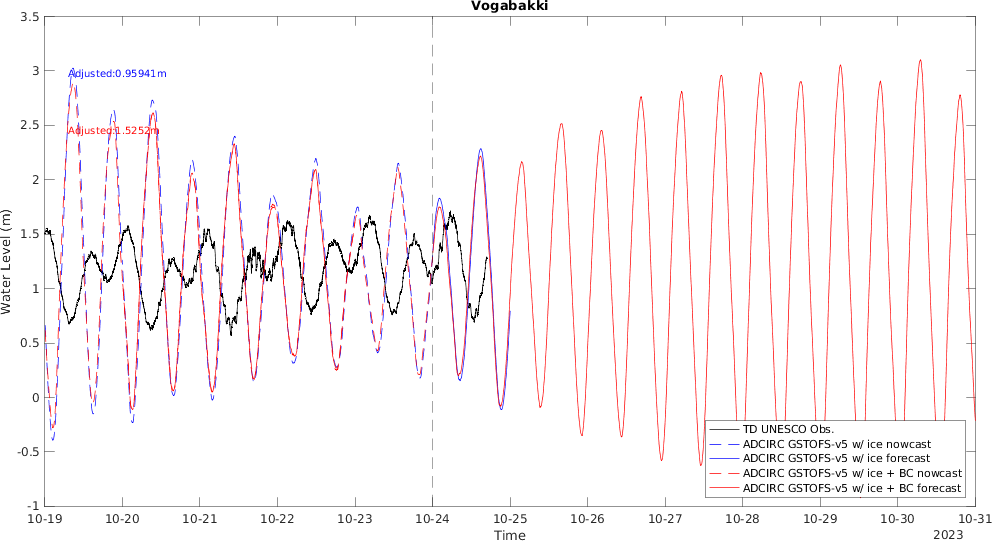 Vogabakki
3.5
3
2.5
2
1.5
1
0.5
0
-0.5
-1
Water Level (m)
Adjusted:0.95941m
Adjusted:1.5252m
TD UNESCO Obs.
ADCIRC GSTOFS-v5 w/ ice nowcast
ADCIRC GSTOFS-v5 w/ ice forecast
ADCIRC GSTOFS-v5 w/ ice + BC nowcast
ADCIRC GSTOFS-v5 w/ ice + BC forecast
10-19 10-20 10-21 10-22 10-23 10-24 10-25 10-26 10-27 10-28 10-29 10-30 10-31
Time
2023